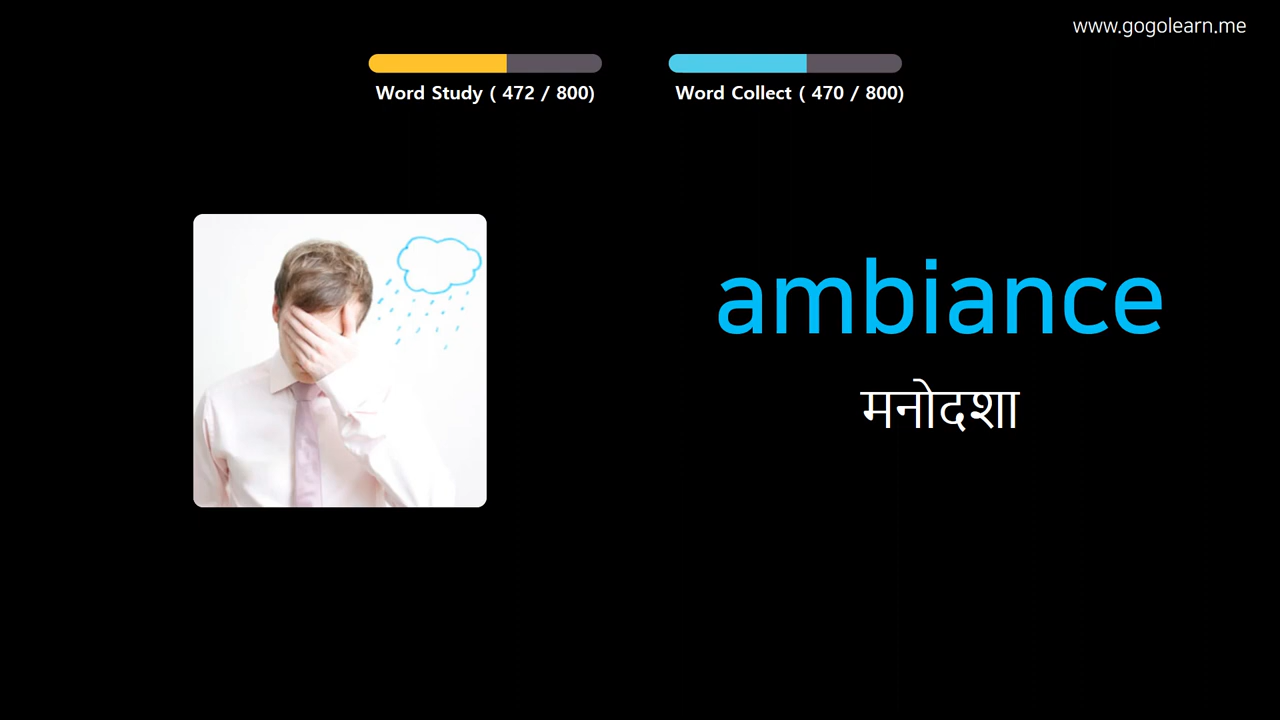 www.gogolearn.me
Word Study ( 472 / 800)
Word Collect ( 470 / 800)
ambiance
मनोदशा